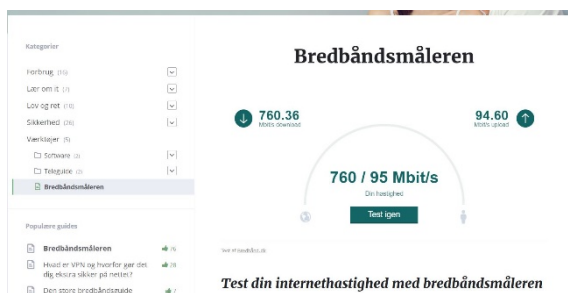 Kategorier
Forbrug (15)
Lær om it (7)
Lov og ret (10)
Sikkerhed (26)
Værktøjer (5)
Software (3)
Teleguide (2)
Bredbåndsmåleren
Populære guides
Bredbåndsmåleren
Hvad er VPN og hvorfor gør det
dig ekstra sikker på nettet?
Den store bredbåndsguide
Bredbåndsmåleren
760.36
Mbit/s download
94.60
Mbit/s upload
760 / 95 Mbit/s
Din hastighed
Test igen
Test din internethastighed med bredbåndsmåleren